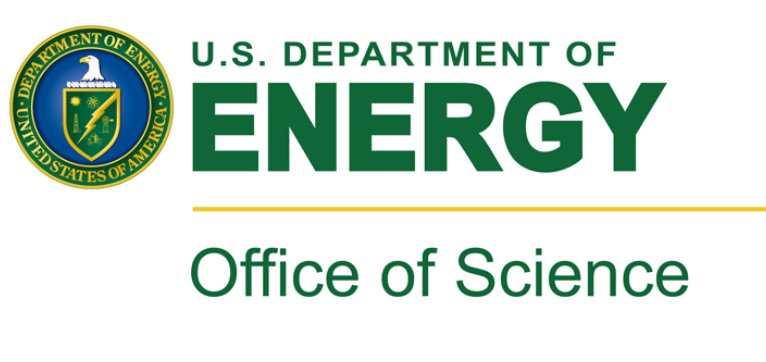 DEPARTMENT OF ENERGY
UNITED STATES OF AMERICA
U.S. DEPARTMENT OF
ENERGY
Office of Science